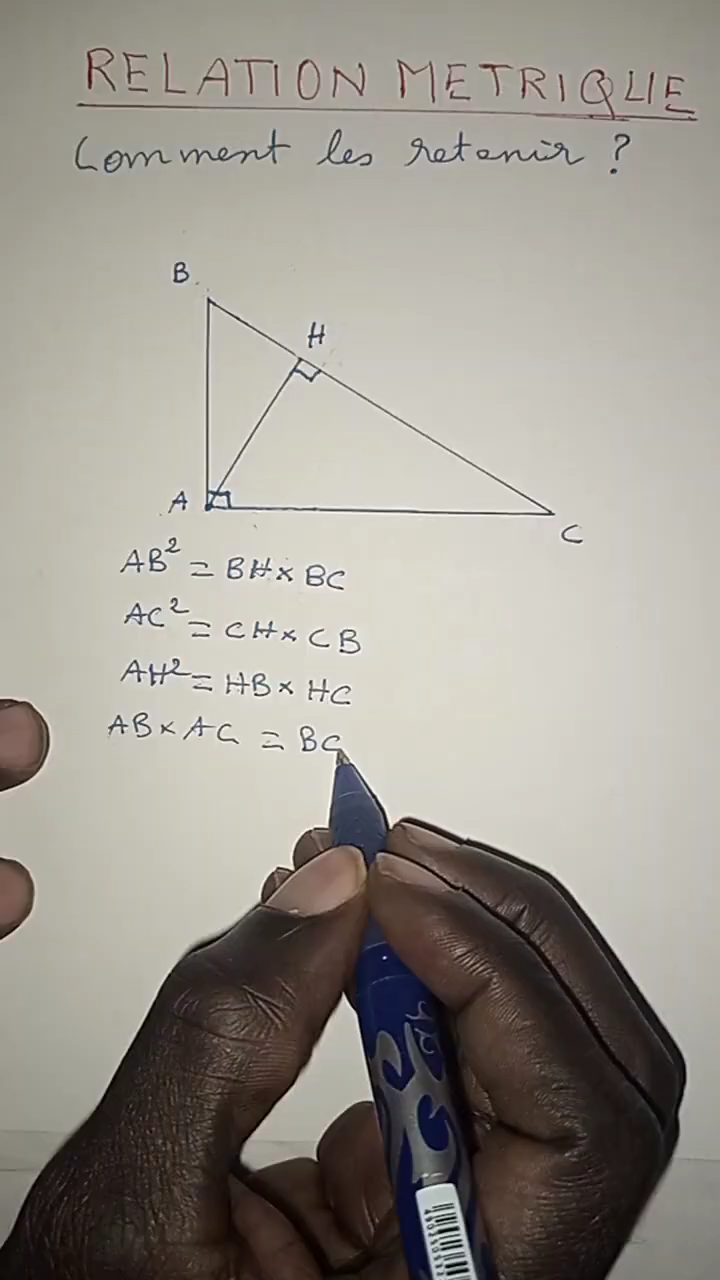 RELATION METRIQUE
Comment les retenir ?
B
H
A
C
AB² = BH × BC
AC² = CH × CB
AH² = HB × HC
AB × AC = BC